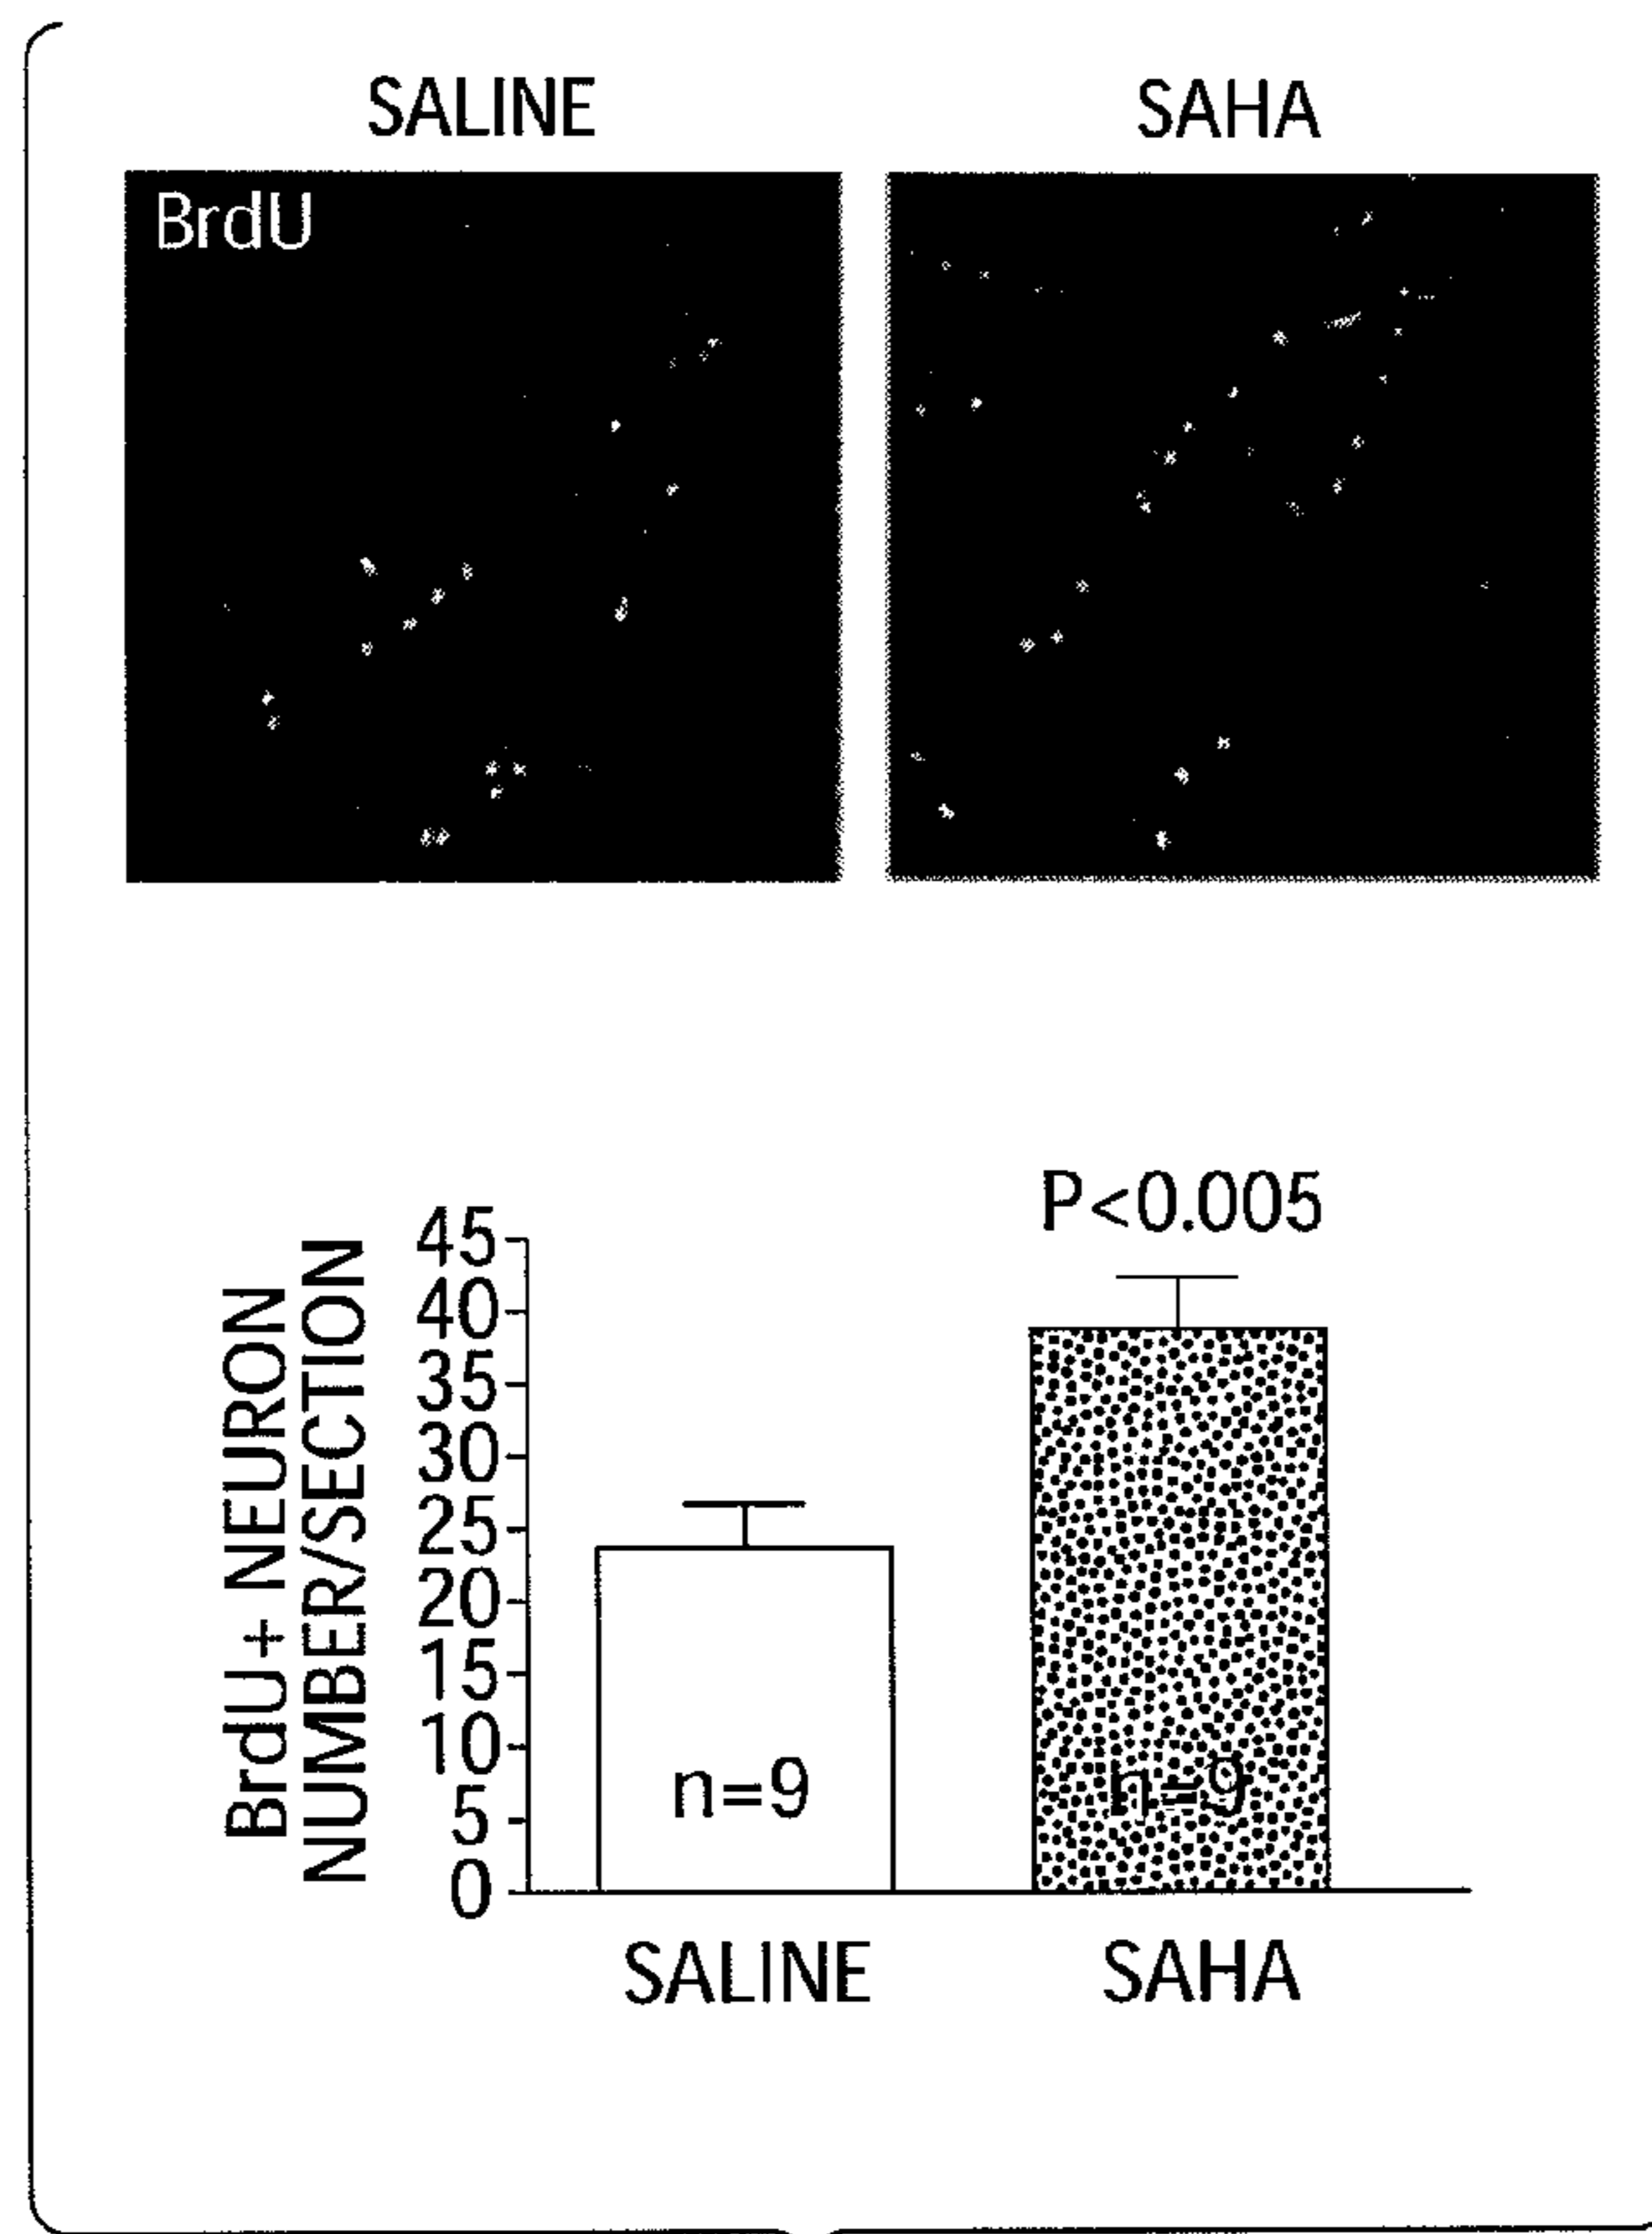 SALINE
SAHA
BrdU
P<0.005
BrdU+ NEURON
NUMBER/SECTION
45
40
35
30
25
20
15
10
5
0
n=9
n=9
SALINE
SAHA